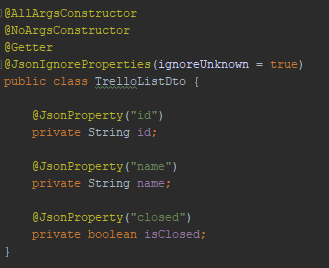 @AllArgsConstructor
@NoArgsConstructor
@Getter
@JsonIgnoreProperties(ignoreUnknown = true)
public class TrelloListDto {
@JsonProperty("id")
private String id;
@JsonProperty("name")
private String name;
@JsonProperty("closed")
private boolean isClosed;
}